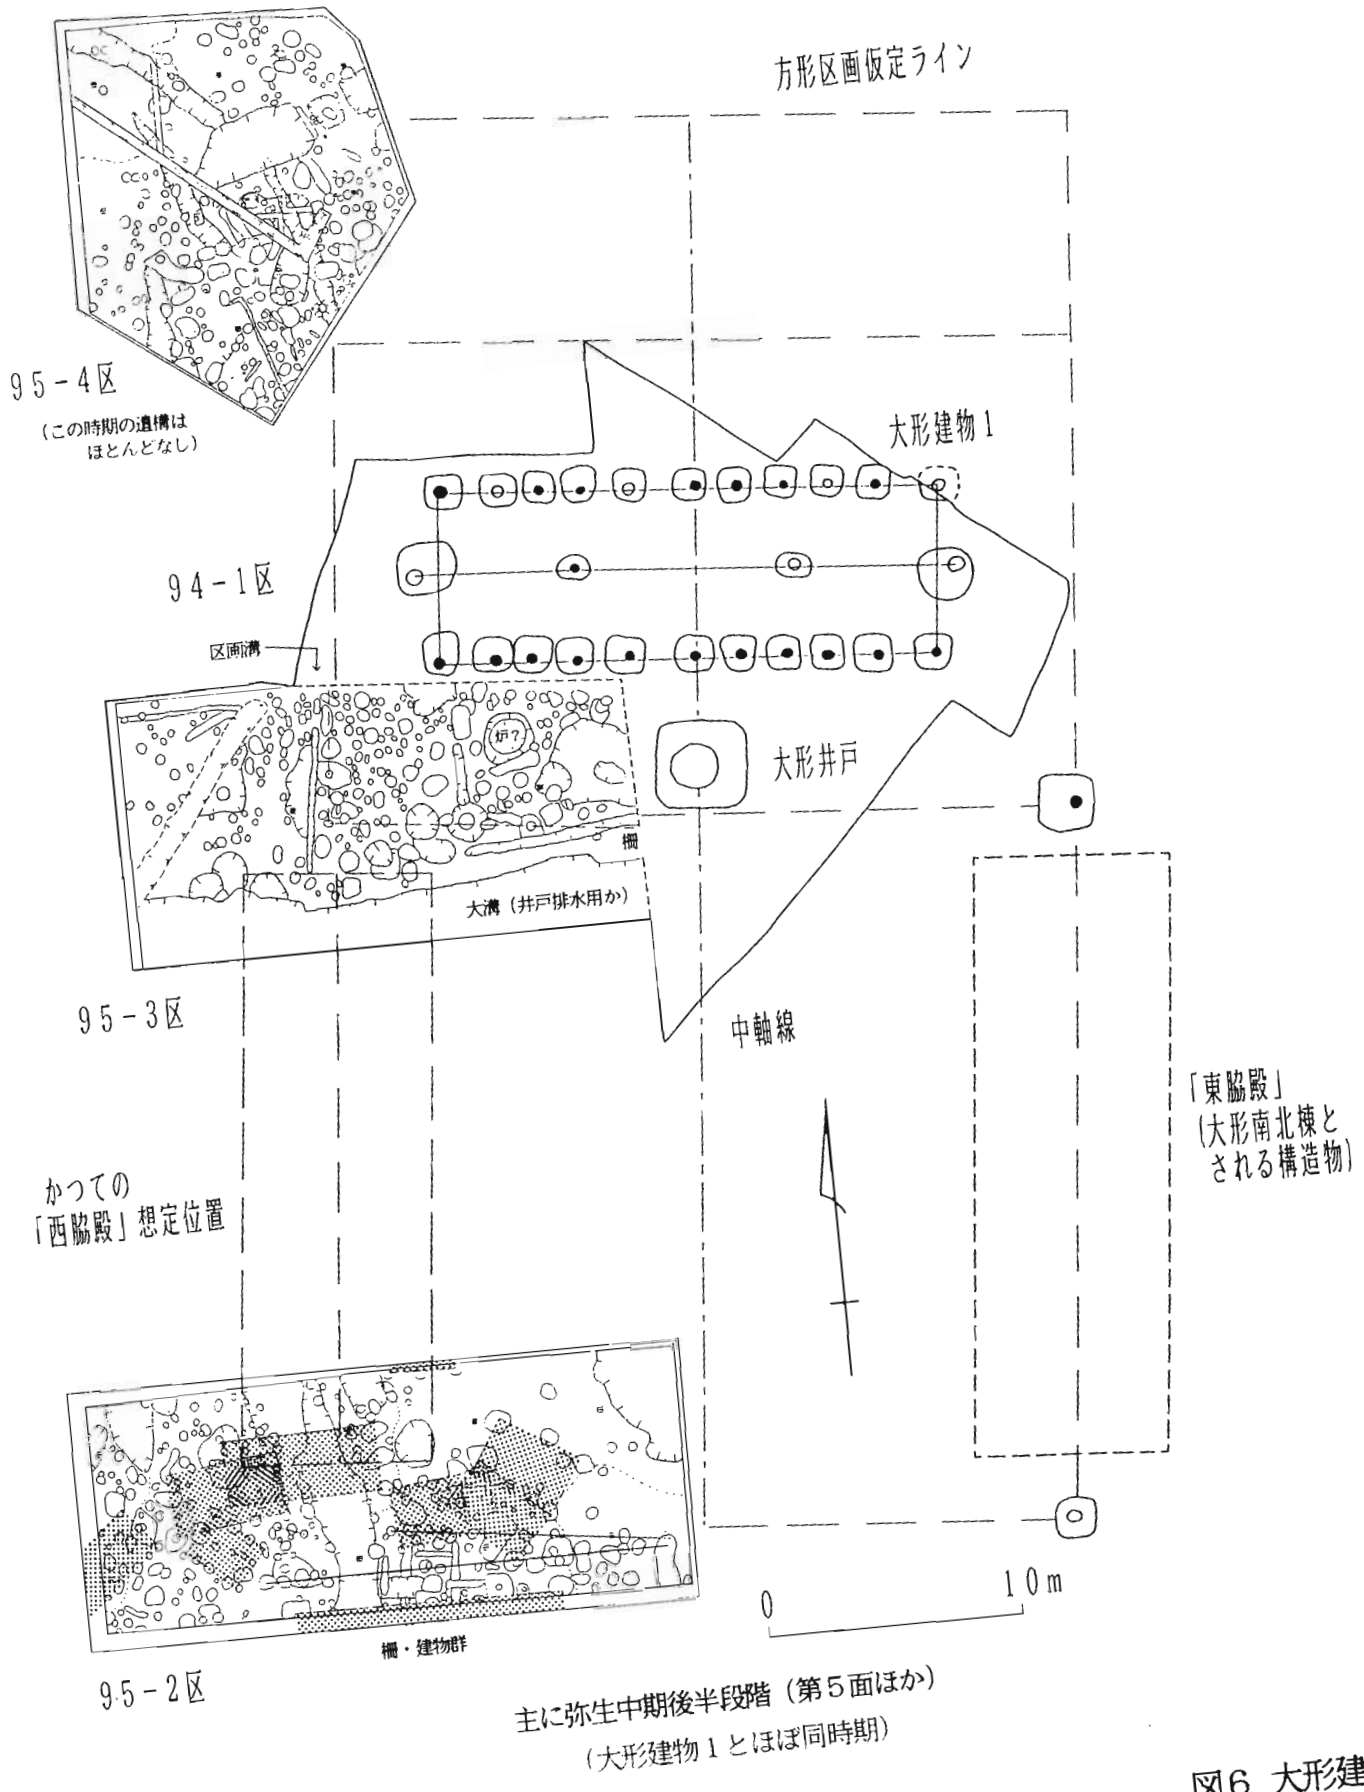 方形区画仮定ライン
95-4区
(この時期の遺構は
ほとんどなし)
大形建物1
94-1区
区画溝
炉?
大形井戸
柵
大溝(井戸排水用か)
95-3区
中軸線
「東脇殿」
(大形南北棟と
される構造物)
かつての
「西脇殿」想定位置
0
10m
柵・建物群
95-2区
主に弥生中期後半段階(第5面ほか)
(大形建物1とほぼ同時期)
図6 大形建